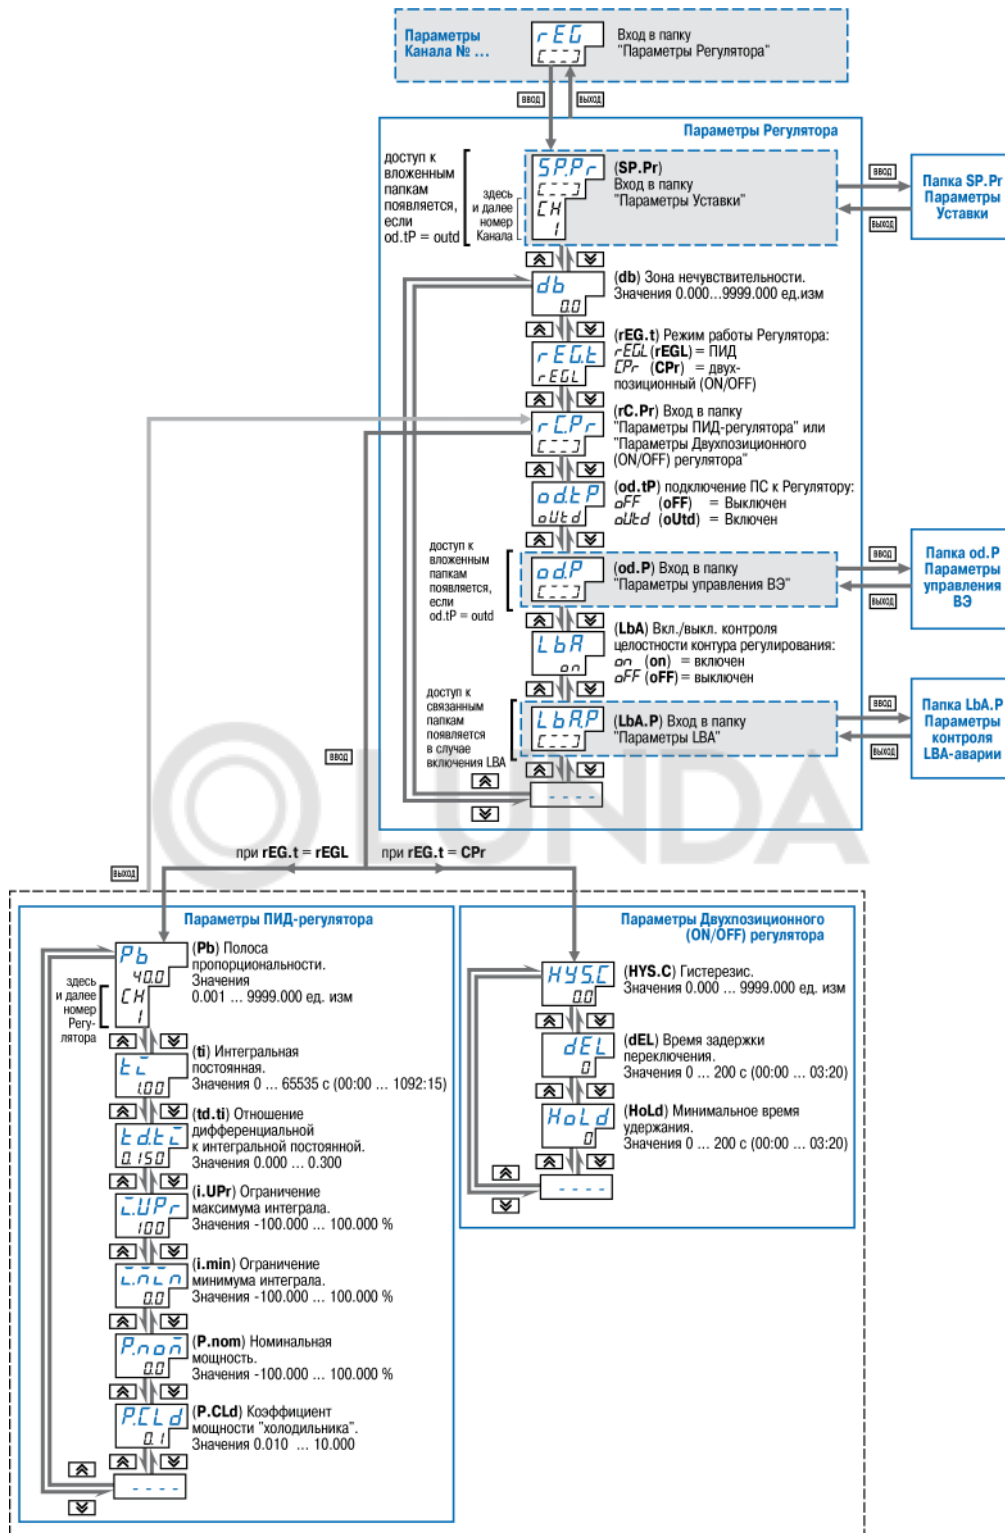 Параметры
Канала № ...
rEG
[---]
Вход в папку
"Параметры Регулятора"
ввод
выход
Параметры Регулятора
доступ к
вложенным
папкам
появляется,
если
od.tP = outd
здесь
и далее
номер
Канала
SP.Pr
[---]
CH
1
(SP.Pr)
Вход в папку
"Параметры Уставки"
ввод
выход
Папка SP.Pr
Параметры
Уставки
db
0.0
(db) Зона нечувствительности.
Значения 0.000...9999.000 ед.изм
rEG.t
rEGL
(rEG.t) Режим работы Регулятора:
rEGL (rEGL) = ПИД
CPr (CPr) = двух-
позиционный (ON/OFF)
rC.Pr
[---]
(rC.Pr) Вход в папку
"Параметры ПИД-регулятора" или
"Параметры Двухпозиционного
(ON/OFF) регулятора"
od.tP
oUtd
(od.tP) подключение ПС к Регулятору:
oFF (oFF) = Выключен
oUtd (oUtd) = Включен
доступ к
вложенным
папкам
появляется,
если
od.tP = outd
od.P
[---]
(od.P) Вход в папку
"Параметры управления ВЭ"
ввод
выход
Папка od.P
Параметры
управления
ВЭ
LbA
on
(LbA) Вкл./выкл. контроля
целостности контура регулирования:
on (on) = включен
oFF (oFF) = выключен
доступ к
связанным
папкам
появляется
в случае
включения LBA
LbA.P
[---]
(LbA.P) Вход в папку
"Параметры LBA"
ввод
выход
Папка LbA.P
Параметры
контроля
LBA-аварии
----
ввод
LUNDA
при rEG.t = rEGL
при rEG.t = CPr
выход
Параметры ПИД-регулятора
Pb
40.0
CH
1
здесь
и далее
номер
Регу-
лятора
(Pb) Полоса
пропорциональности.
Значения
0.001 ... 9999.000 ед. изм
ti
100
(ti) Интегральная
постоянная.
Значения 0 ... 65535 с (00:00 ... 1092:15)
td.ti
0.150
(td.ti) Отношение
дифференциальной
к интегральной постоянной.
Значения 0.000 ... 0.300
i.UPr
100
(i.UPr) Ограничение
максимума интеграла.
Значения -100.000 ... 100.000 %
i.min
0.0
(i.min) Ограничение
минимума интеграла.
Значения -100.000 ... 100.000 %
P.nom
0.0
(P.nom) Номинальная
мощность.
Значения -100.000 ... 100.000 %
P.CLd
0.1
(P.CLd) Коэффициент
мощности "холодильника".
Значения 0.010 ... 10.000
----
Параметры Двухпозиционного
(ON/OFF) регулятора
HYS.C
0.0
(HYS.C) Гистерезис.
Значения 0.000 ... 9999.000 ед. изм
dEL
0
(dEL) Время задержки
переключения.
Значения 0 ... 200 с (00:00 ... 03:20)
HoLd
0
(HoLd) Минимальное время
удержания.
Значения 0 ... 200 с (00:00 ... 03:20)
----